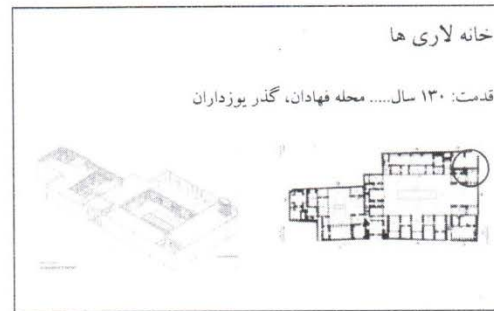 خانه لاری ها
قدمت: ۱۳۰ سال..... محله فهادان، گذر یوزداران